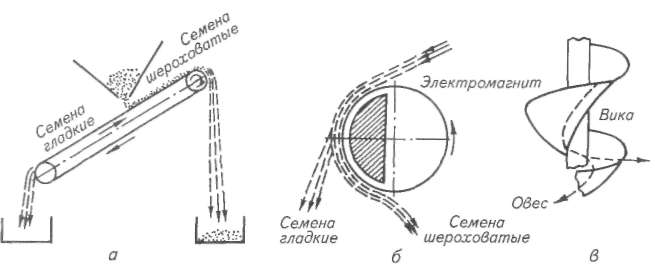 Семена
шероховатые
Семена
гладкие
а
Электромагнит
Семена
гладкие
Семена
шероховатые
б
Вика
Овес
в